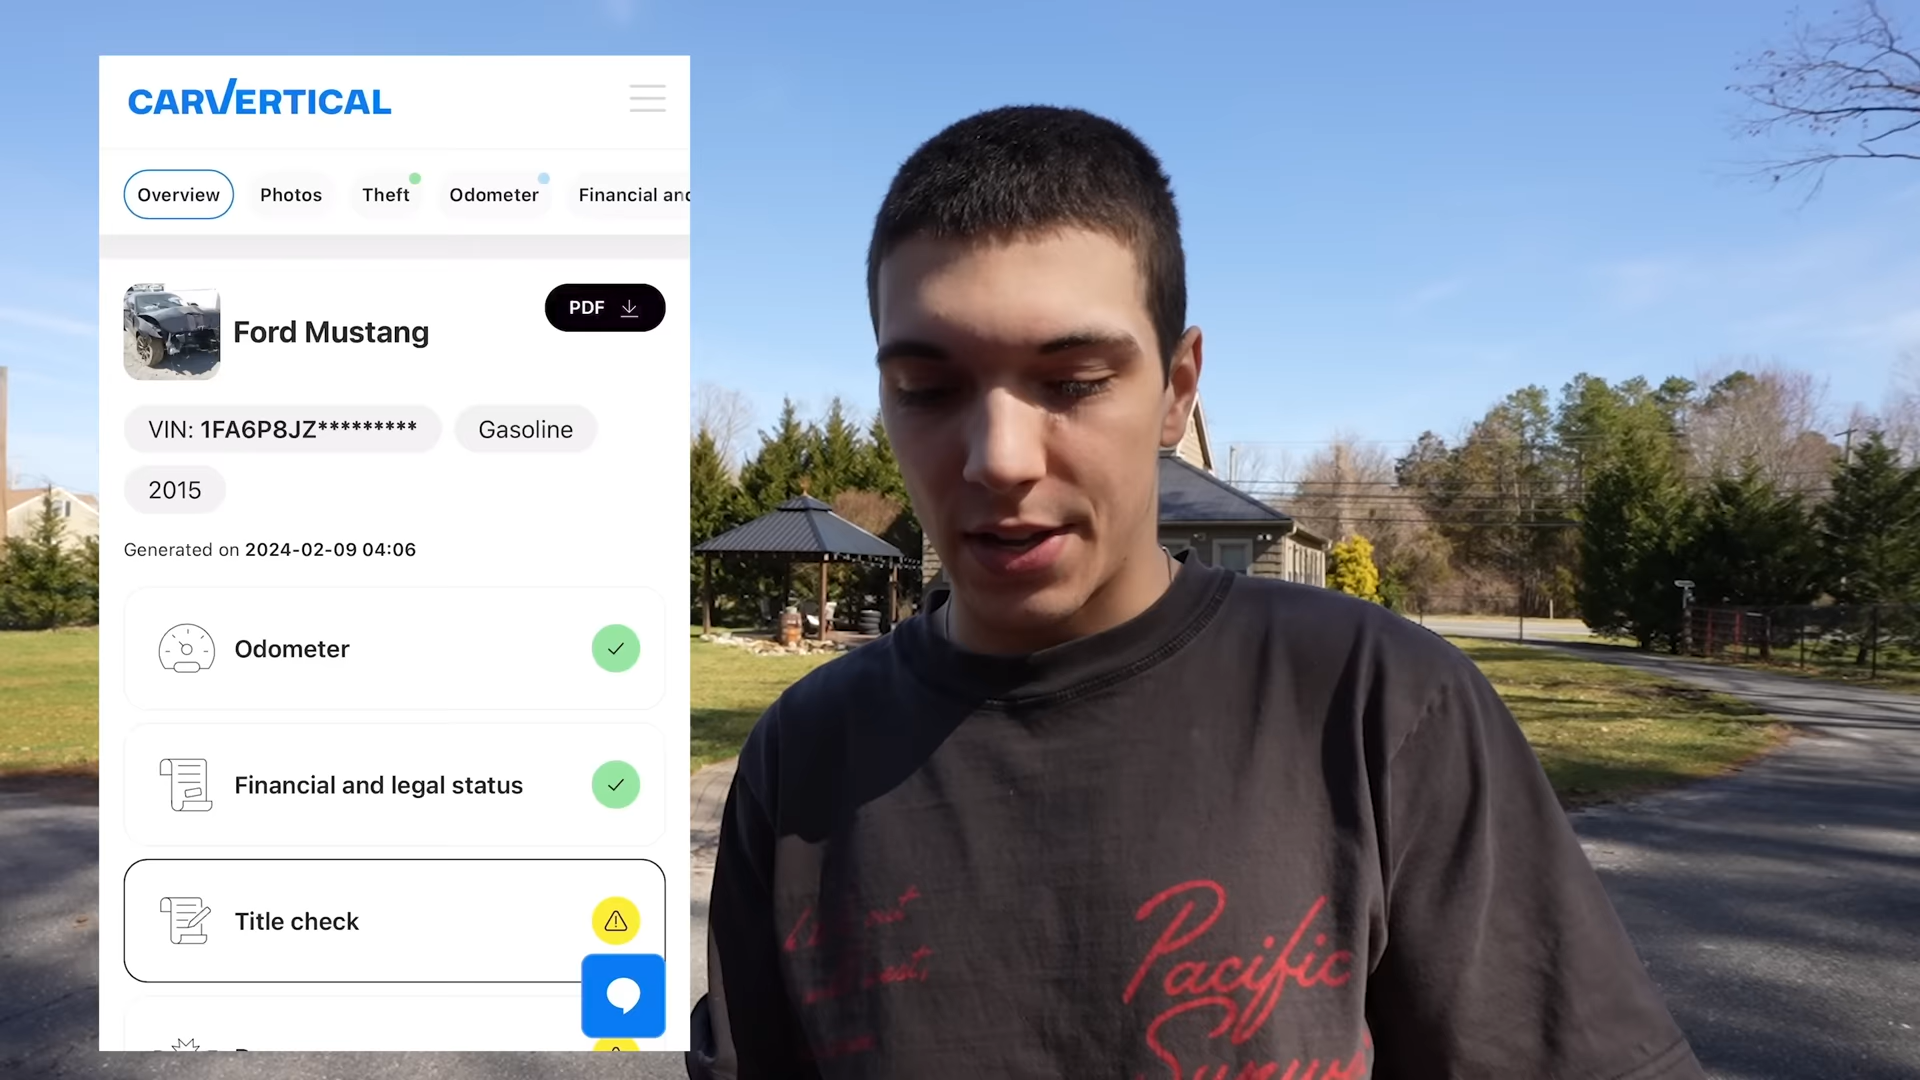 CARVERTICAL
Overview Photos Theft Odometer Financial and
Ford Mustang
PDF
VIN: 1FA6P8JZ*********
Gasoline
2015
Generated on 2024-02-09 04:06
Odometer
Financial and legal status
Title check
Pacific